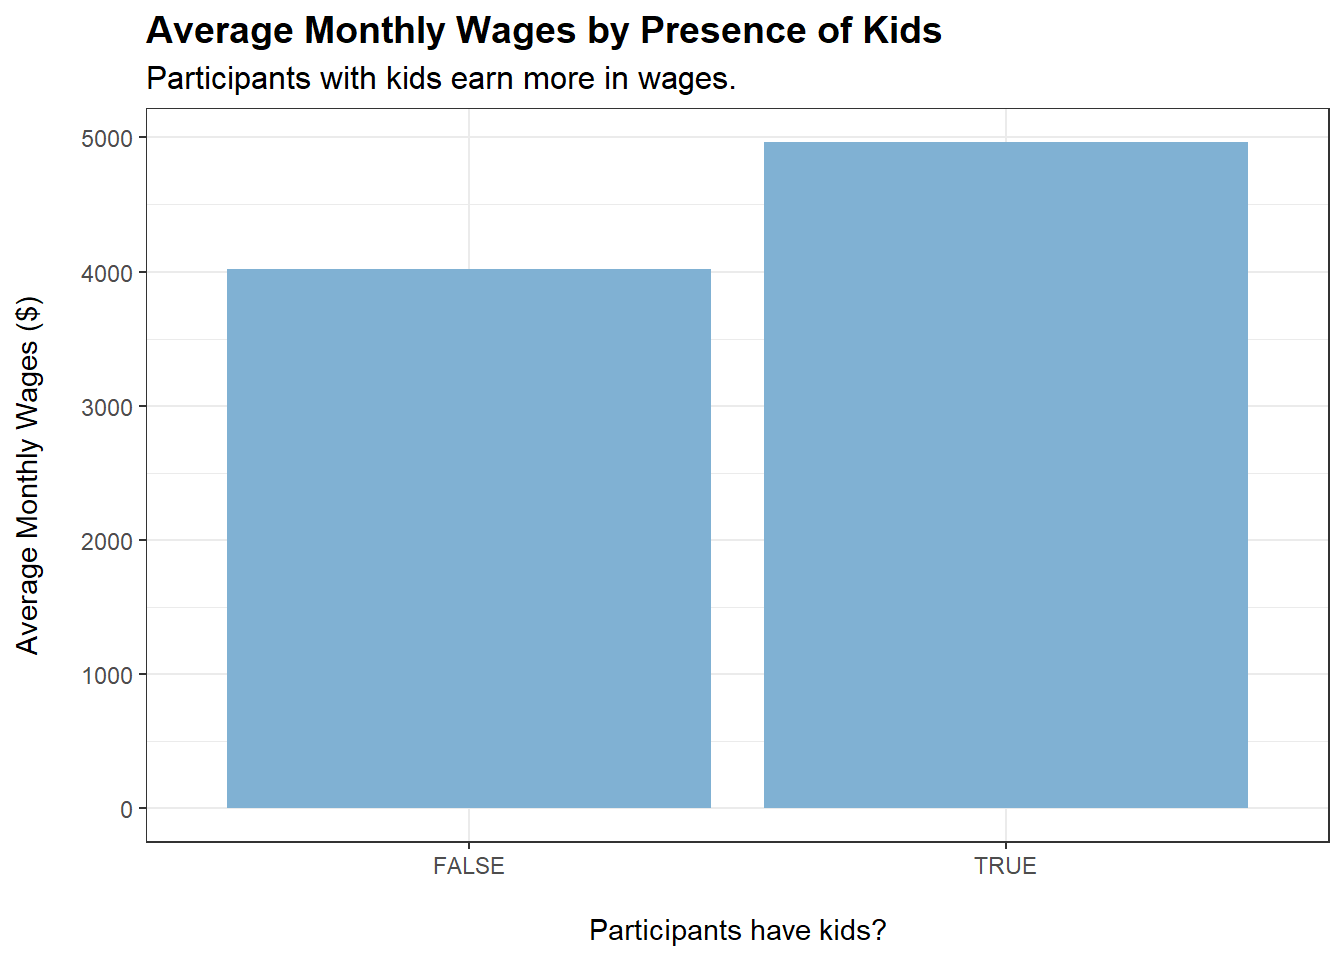 Average Monthly Wages by Presence of Kids
Participants with kids earn more in wages.
Average Monthly Wages ($)
5000
4000
3000
2000
1000
0
FALSE
TRUE
Participants have kids?